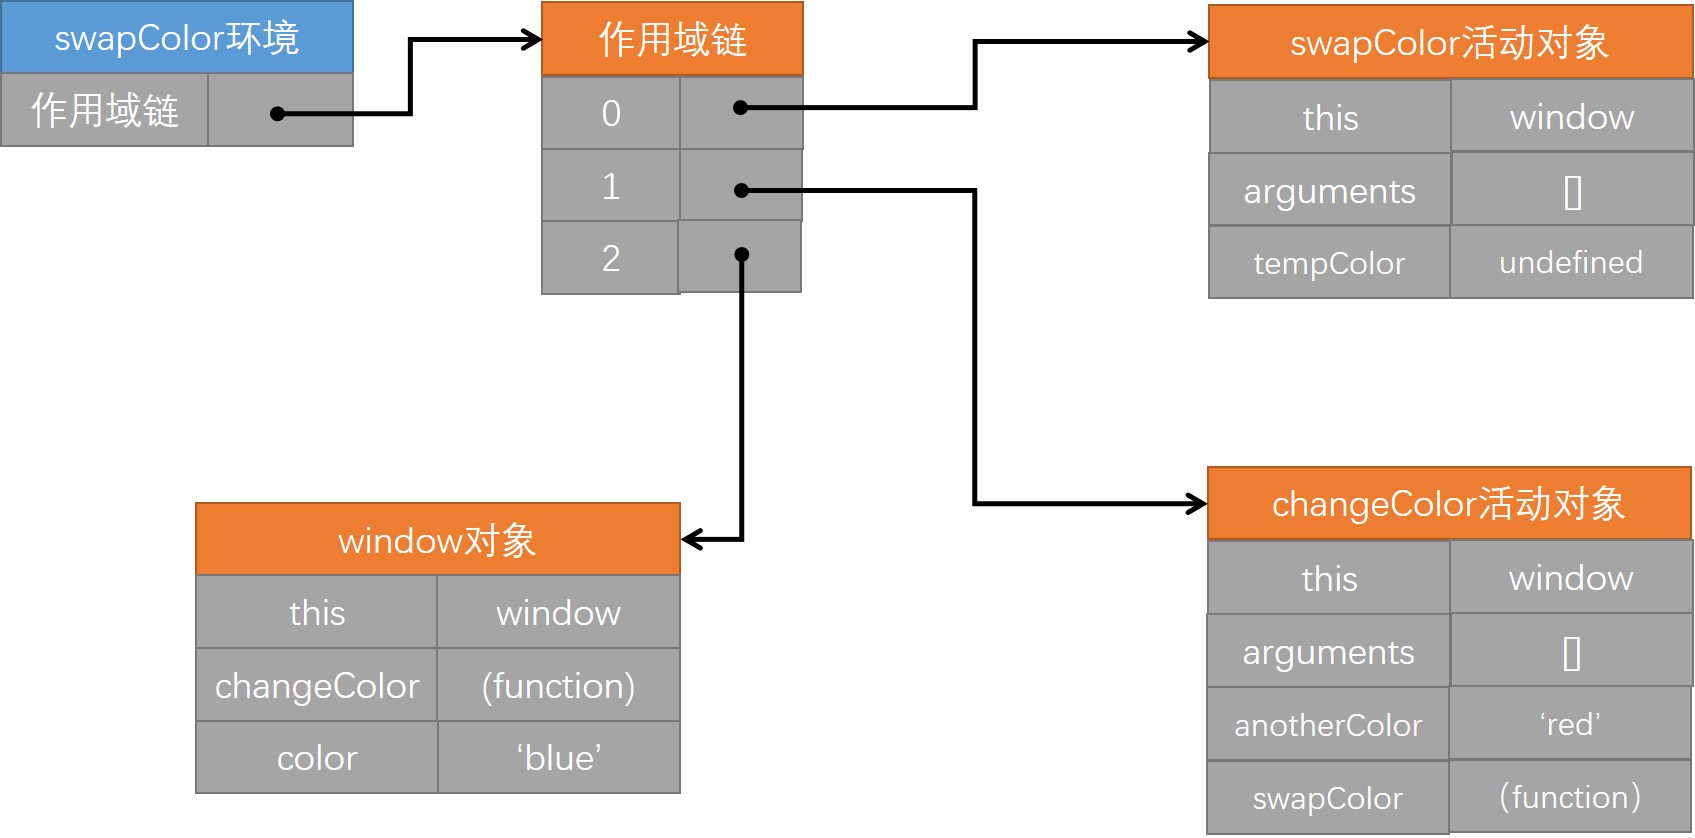 swapColor环境
作用域链
作用域链
0
1
2
swapColor活动对象
this window
arguments []
tempColor undefined
window对象
this window
changeColor (function)
color ‘blue’
changeColor活动对象
this window
arguments []
anotherColor ‘red’
swapColor （function）